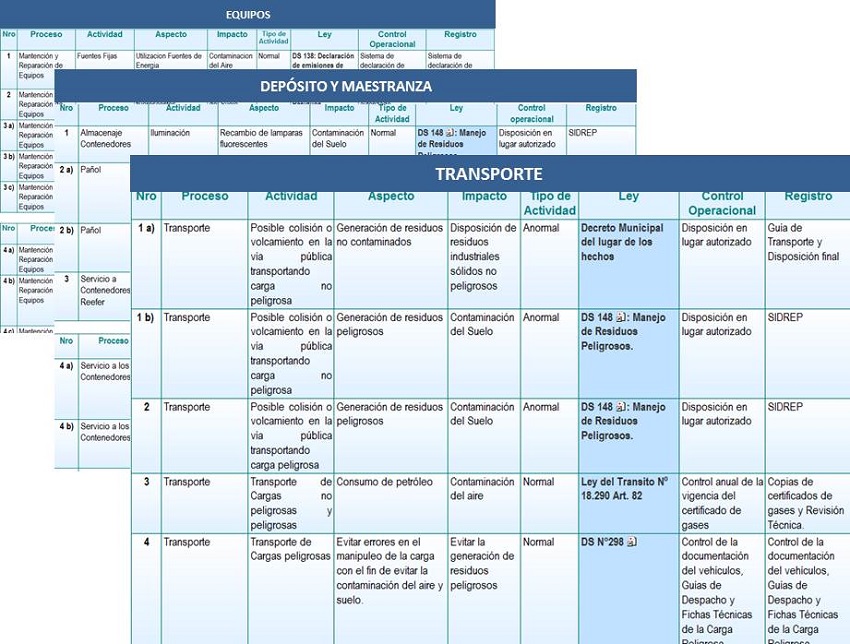 EQUIPOS
Nro Proceso Actividad Aspecto Impacto Tipo de Actividad Ley Control Operacional Registro
1 Mantención y Reparación de Equipos Fuentes Fijas Utilizacion Fuentes de Energia Contaminacion del Aire Normal DS 138: Declaración de emisiones de Sistema de declaración de Sistema de declaración de
2 Mantención Reparación Equipos
3 a) Mantención Reparación Equipos
3 b) Mantención Reparación Equipos
3 c) Mantención Reparación Equipos
Nro
4 a) Mantención Reparación Equipos
4 b) Mantención Reparación Equipos
4 c) Mantención
DEPÓSITO Y MAESTRANZA
Nro Proceso Actividad Aspecto Impacto Tipo de Actividad Ley Control operacional Registro
1 Almacenaje Contenedores Iluminación Recambio de lamparas fluorescentes Contaminación del Suelo Normal DS 148: Manejo de Residuos Peligrosos Disposición en lugar autorizado SIDREP
2 a) Pañol
2 b) Pañol
3 Servicio a Contenedores Reefer
Nro Proceso
4 a) Servicio a los Contenedores
4 b) Servicio a los Contenedores
TRANSPORTE
Nro Proceso Actividad Aspecto Impacto Tipo de Actividad Ley Control Operacional Registro
1 a) Transporte Posible colisión o volcamiento en la via pública transportando carga no peligrosa Generación de residuos no contaminados Disposición de residuos industriales sólidos no peligrosos Anormal Decreto Municipal del lugar de los hechos Disposición en lugar autorizado Guia de Transporte y Disposición final
1 b) Transporte Posible colisión o volcamiento en la via pública transportando carga no peligrosa Generación de residuos peligrosos Contaminación del Suelo Anormal DS 148: Manejo de Residuos Peligrosos. Disposición en lugar autorizado SIDREP
2 Transporte Posible colisión o volcamiento en la via pública transportando carga peligrosa Generación de residuos peligrosos Contaminación del Suelo Anormal DS 148: Manejo de Residuos Peligrosos. Disposición en lugar autorizado SIDREP
3 Transporte Transporte de Cargas no peligrosas y peligrosas Consumo de petróleo Contaminación del aire Normal Ley del Transito Nº 18.290 Art. 82 Control anual de la vigencia del certificado de gases Copias de certificados de gases y Revisión Técnica.
4 Transporte Transporte de Cargas peligrosas Evitar errores en el manipuleo de la carga con el fin de evitar la contaminación del aire y suelo. Evitar la generación de residuos peligrosos Normal DS N°298 Control de la documentación del vehículos, Guías de Despacho y Fichas Técnicas de la Carga Control de la documentación del vehículos, Guías de Despacho y Fichas Técnicas de la Carga